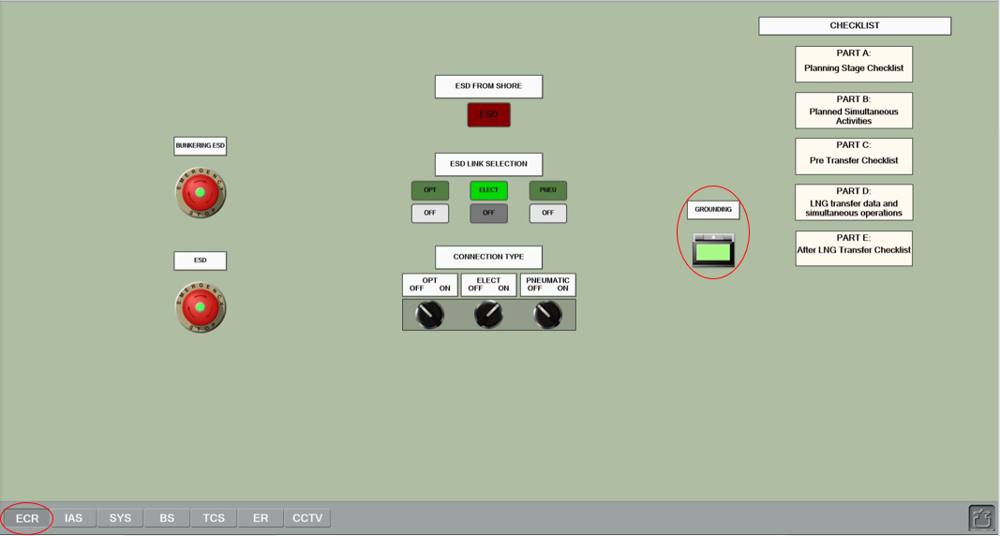 CHECKLIST
PART A:
Planning Stage Checklist
PART B:
Planned Simultaneous
Activities
PART C:
Pre Transfer Checklist
PART D:
LNG transfer data and
simultaneous operations
PART E:
After LNG Transfer Checklist
ESD FROM SHORE
ESD
BUNKERING ESD
EMERGENCY
STOP
ESD LINK SELECTION
OPT ELECT PNEU
OFF OFF OFF
GROUNDING
ESD
EMERGENCY
STOP
CONNECTION TYPE
OPT ELECT PNEUMATIC
OFF ON OFF ON OFF ON
ECR IAS SYS BS TCS ER CCTV